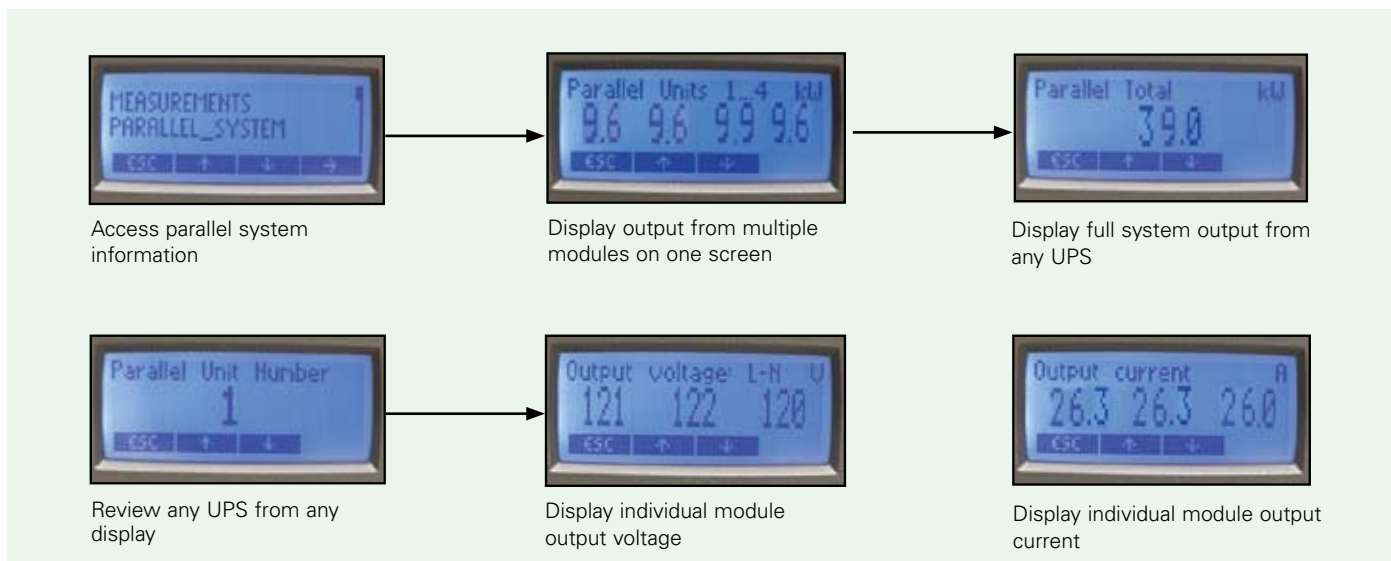 MEASUREMENTS
PARALLEL_SYSTEM
ESC ↑ ↓ →
Access parallel system
information
Parallel Units 1...4 kW
9.6 9.6 9.9 9.6
ESC ↑ ↓
Display output from multiple
modules on one screen
Parallel Total kW
39.0
ESC ↑ ↓
Display full system output from
any UPS
Parallel Unit Number
1
ESC ↑ ↓
Review any UPS from any
display
Output voltage L-N V
121 122 120
ESC ↑ ↓
Display individual module
output voltage
Output current A
26.3 26.3 26.0
ESC ↑ ↓
Display individual module output
current